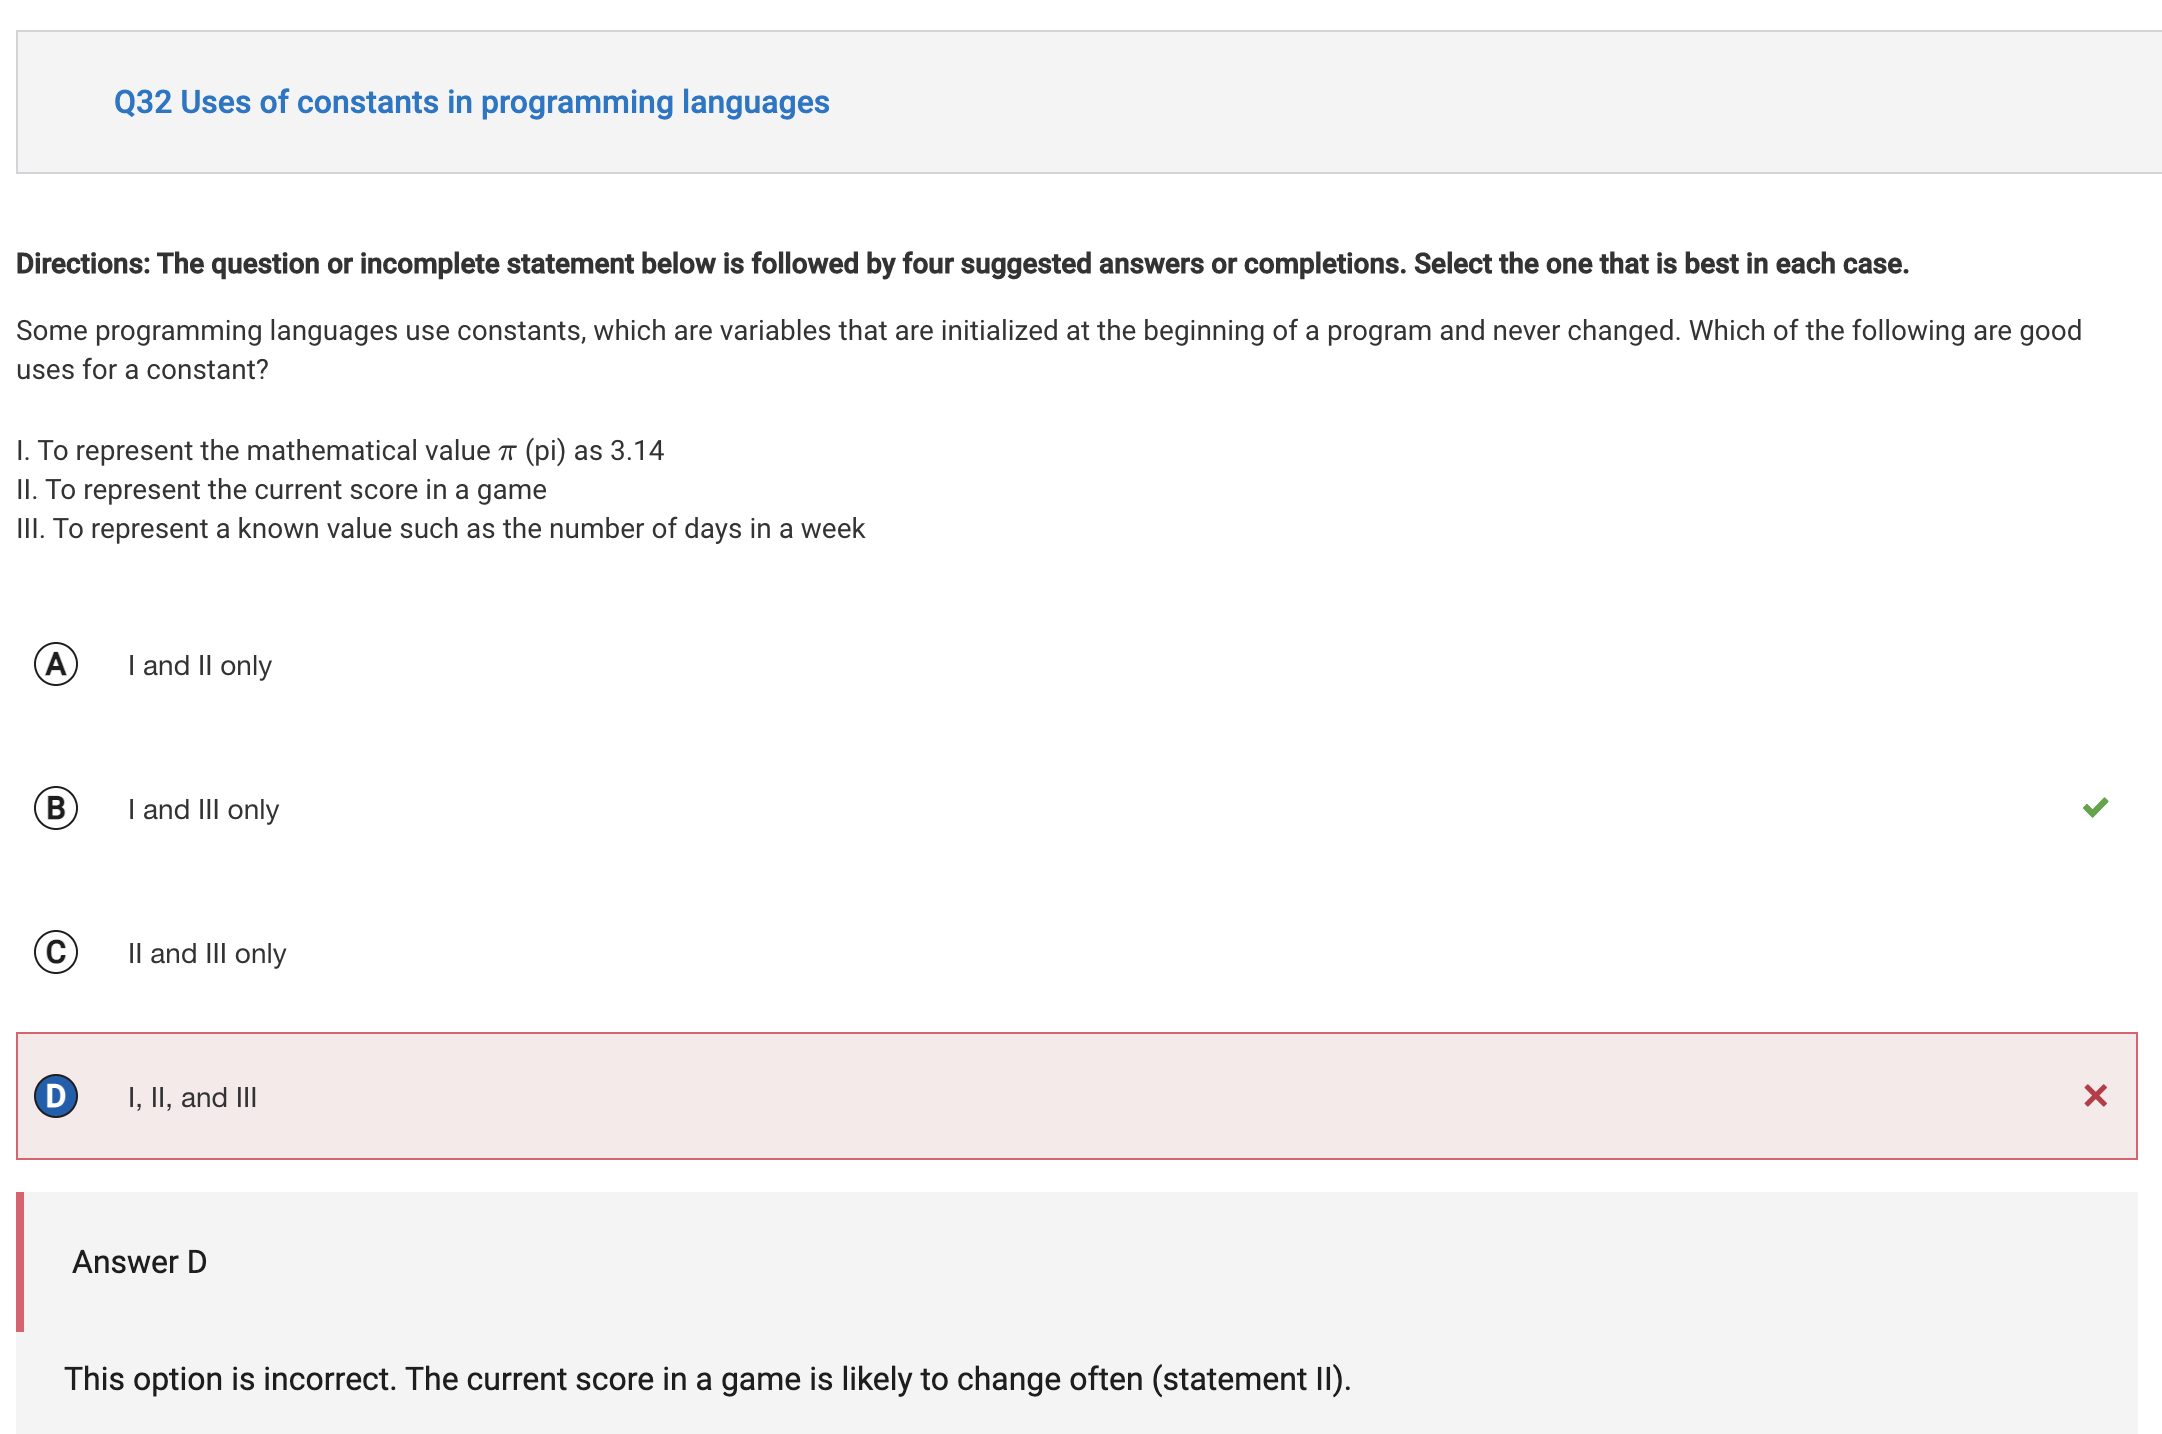 Q32 Uses of constants in programming languages
Directions: The question or incomplete statement below is followed by four suggested answers or completions. Select the one that is best in each case.
Some programming languages use constants, which are variables that are initialized at the beginning of a program and never changed. Which of the following are good
uses for a constant?
I. To represent the mathematical value π (pi) as 3.14
II. To represent the current score in a game
III. To represent a known value such as the number of days in a week
A I and II only
B I and III only
C II and III only
D I, II, and III
Answer D
This option is incorrect. The current score in a game is likely to change often (statement II).